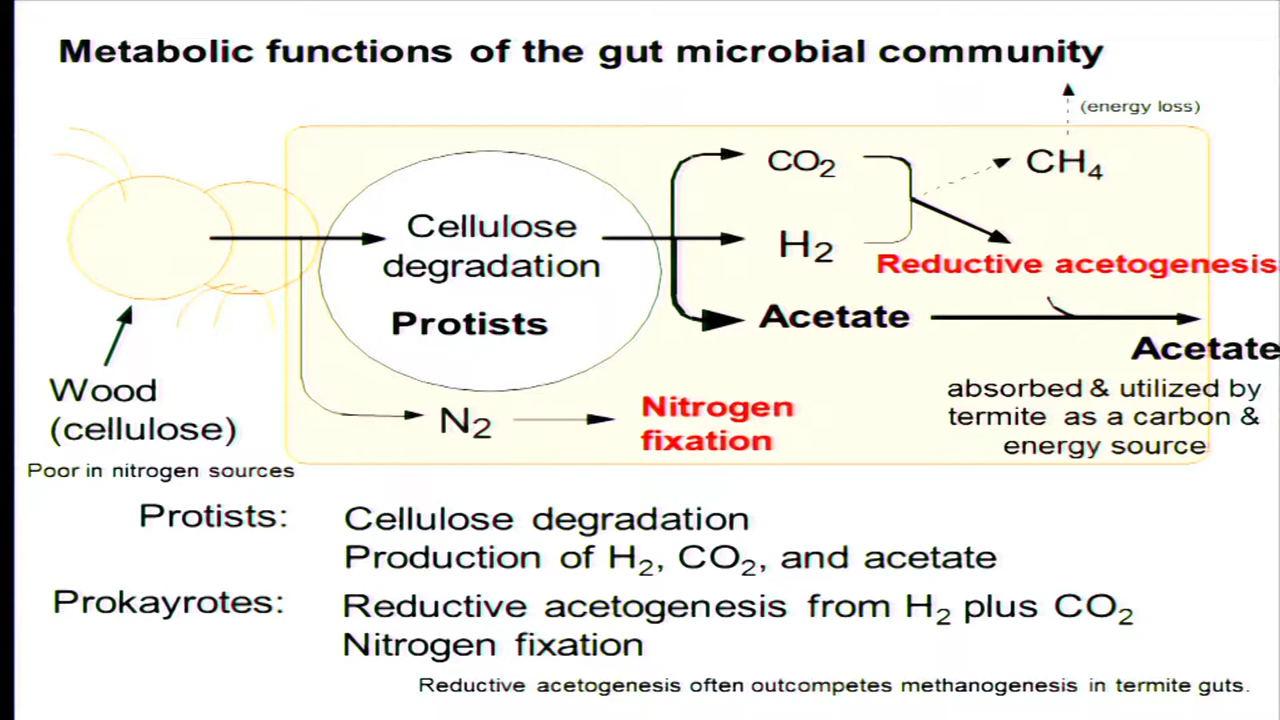 Metabolic functions of the gut microbial community
(energy loss)
CO₂
CH₄
Cellulose
degradation
H₂
Reductive acetogenesis
Protists
Acetate
Acetate
Wood
(cellulose)
Poor in nitrogen sources
N₂
Nitrogen
fixation
absorbed & utilized by
termite as a carbon &
energy source
Protists:
Cellulose degradation
Production of H₂, CO₂, and acetate
Prokayrotes:
Reductive acetogenesis from H₂ plus CO₂
Nitrogen fixation
Reductive acetogenesis often outcompetes methanogenesis in termite guts.